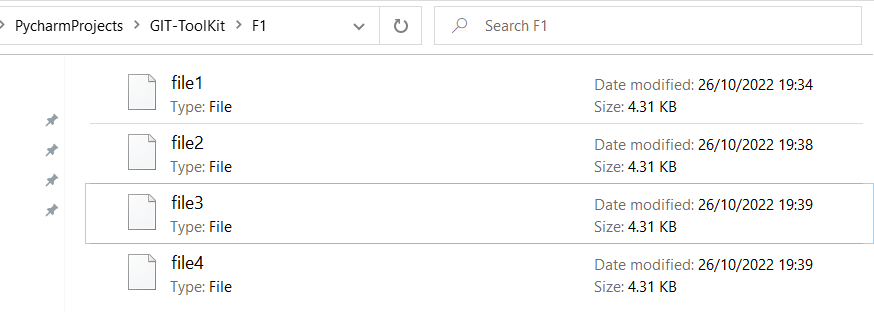 PycharmProjects > GIT-ToolKit > F1
Search F1
file1
Date modified: 26/10/2022 19:34
Type: File
Size: 4.31 KB
file2
Date modified: 26/10/2022 19:38
Type: File
Size: 4.31 KB
file3
Date modified: 26/10/2022 19:39
Type: File
Size: 4.31 KB
file4
Date modified: 26/10/2022 19:39
Type: File
Size: 4.31 KB